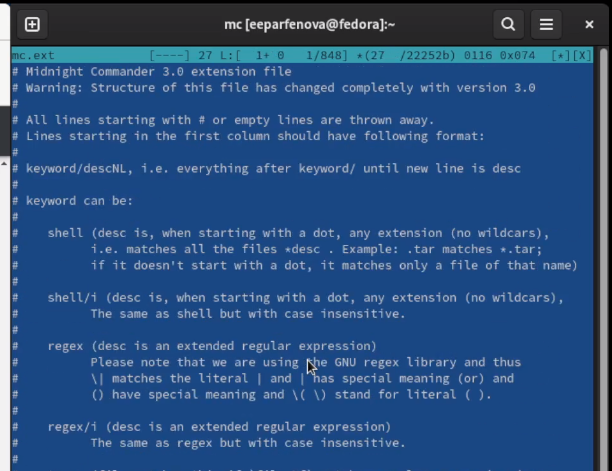 mc [eeparfenova@fedora]:~
mc.ext [----] 27 L:[ 1+ 0 1/848] *(27 /22252b) 0116 0x074 [*][X]
# Midnight Commander 3.0 extension file
# Warning: Structure of this file has changed completely with version 3.0
#
# All lines starting with # or empty lines are thrown away.
# Lines starting in the first column should have following format:
#
# keyword/descNL, i.e. everything after keyword/ until new line is desc
#
# keyword can be:
#
# shell (desc is, when starting with a dot, any extension (no wildcars),
# i.e. matches all the files *desc . Example: .tar matches *.tar;
# if it doesn't start with a dot, it matches only a file of that name)
#
# shell/i (desc is, when starting with a dot, any extension (no wildcars),
# The same as shell but with case insensitive.
#
# regex (desc is an extended regular expression)
# Please note that we are using the GNU regex library and thus
# \| matches the literal | and | has special meaning (or) and
# () have special meaning and \( \) stand for literal ( ).
#
# regex/i (desc is an extended regular expression)
# The same as regex but with case insensitive.
#